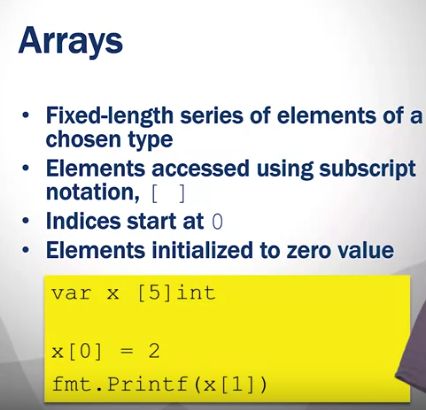 Arrays
• Fixed-length series of elements of a
chosen type
• Elements accessed using subscript
notation, [ ]
• Indices start at 0
• Elements initialized to zero value
var x [5]int
x[0] = 2
fmt.Printf(x[1])